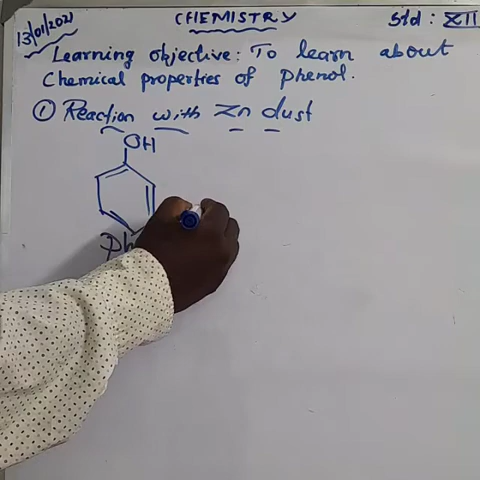 13/01/2021 CHEMISTRY Std : XII
Learning objective: To learn about
Chemical properties of phenol.
① Reaction with Zn dust
OH
Ph